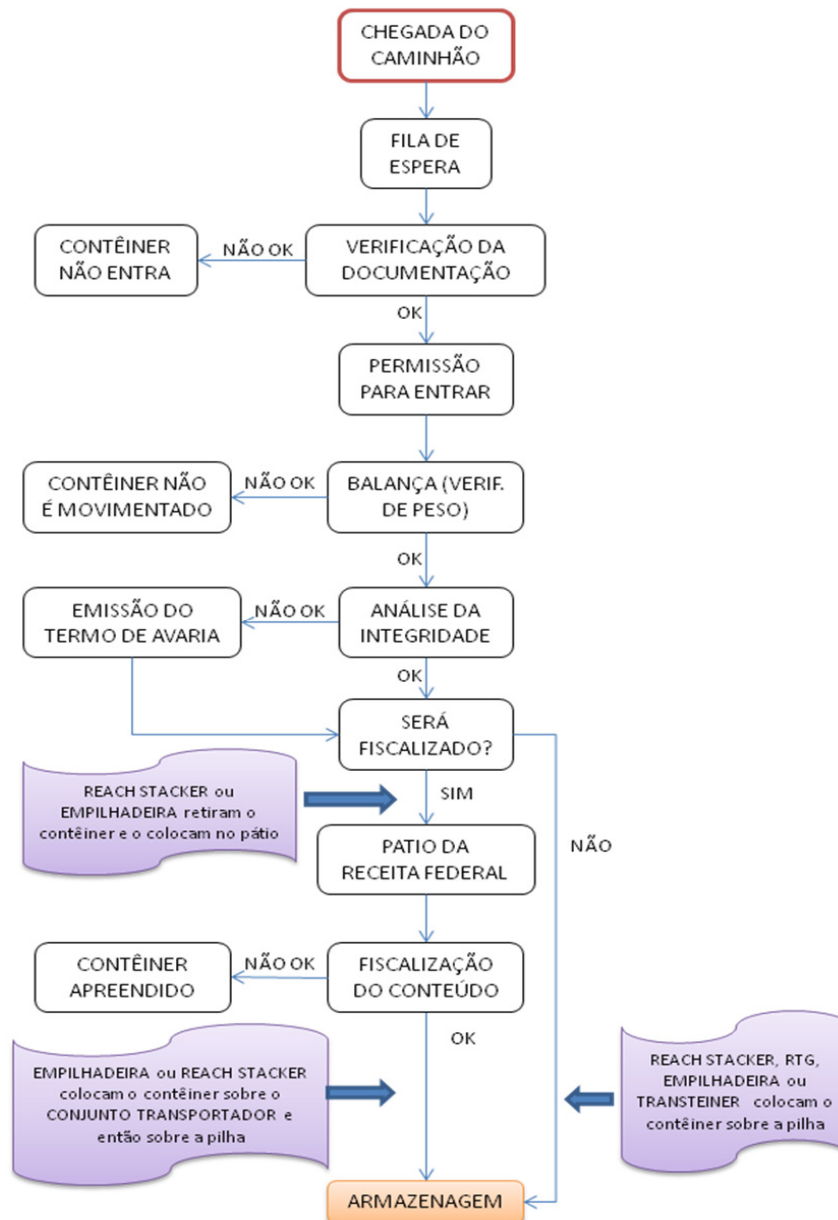 CHEGADA DO
CAMINHÃO
FILA DE
ESPERA
CONTÊINER
NÃO ENTRA
NÃO OK
VERIFICAÇÃO DA
DOCUMENTAÇÃO
OK
PERMISSÃO
PARA ENTRAR
CONTÊINER NÃO
É MOVIMENTADO
NÃO OK
BALANÇA (VERIF.
DE PESO)
OK
EMISSÃO DO
TERMO DE AVARIA
NÃO OK
ANÁLISE DA
INTEGRIDADE
OK
SERÁ
FISCALIZADO?
REACH STACKER ou
EMPILHADEIRA retiram o
contêiner e o colocam no pátio
SIM
NÃO
PATIO DA
RECEITA FEDERAL
CONTÊINER
APREENDIDO
NÃO OK
FISCALIZAÇÃO
DO CONTEÚDO
OK
EMPILHADEIRA ou REACH STACKER
colocam o contêiner sobre o
CONJUNTO TRANSPORTADOR e
então sobre a pilha
REACH STACKER, RTG,
EMPILHADEIRA ou
TRANSTEINER colocam o
contêiner sobre a pilha
ARMAZENAGEM